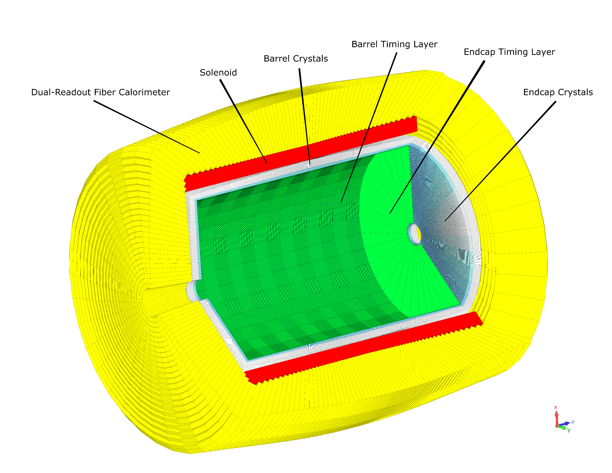 Barrel Timing Layer
Endcap Timing Layer
Barrel Crystals
Solenoid
Dual-Readout Fiber Calorimeter
Endcap Crystals
x
z
y